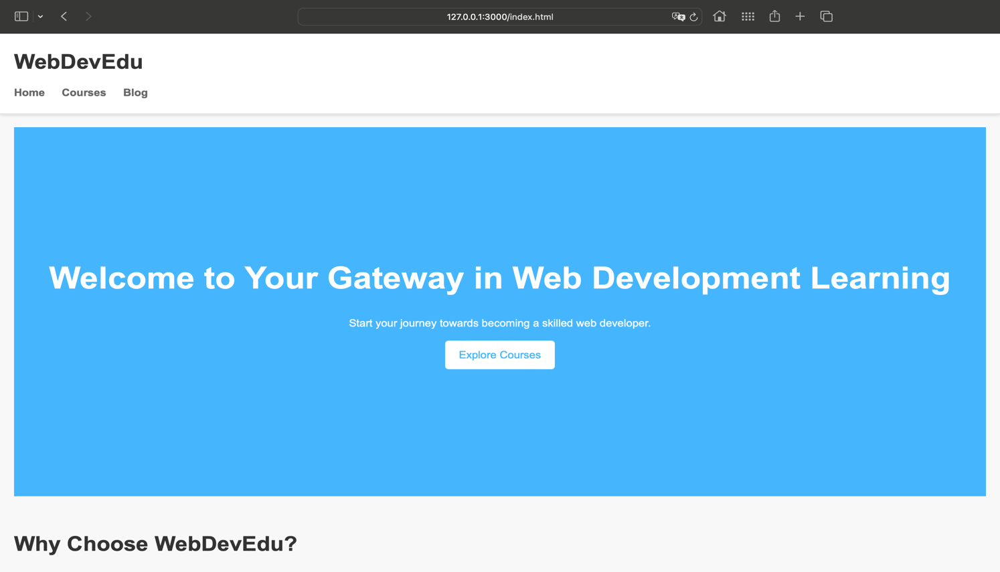 127.0.0.1:3000/index.html
WebDevEdu
Home Courses Blog
Welcome to Your Gateway in Web Development Learning
Start your journey towards becoming a skilled web developer.
Explore Courses
Why Choose WebDevEdu?